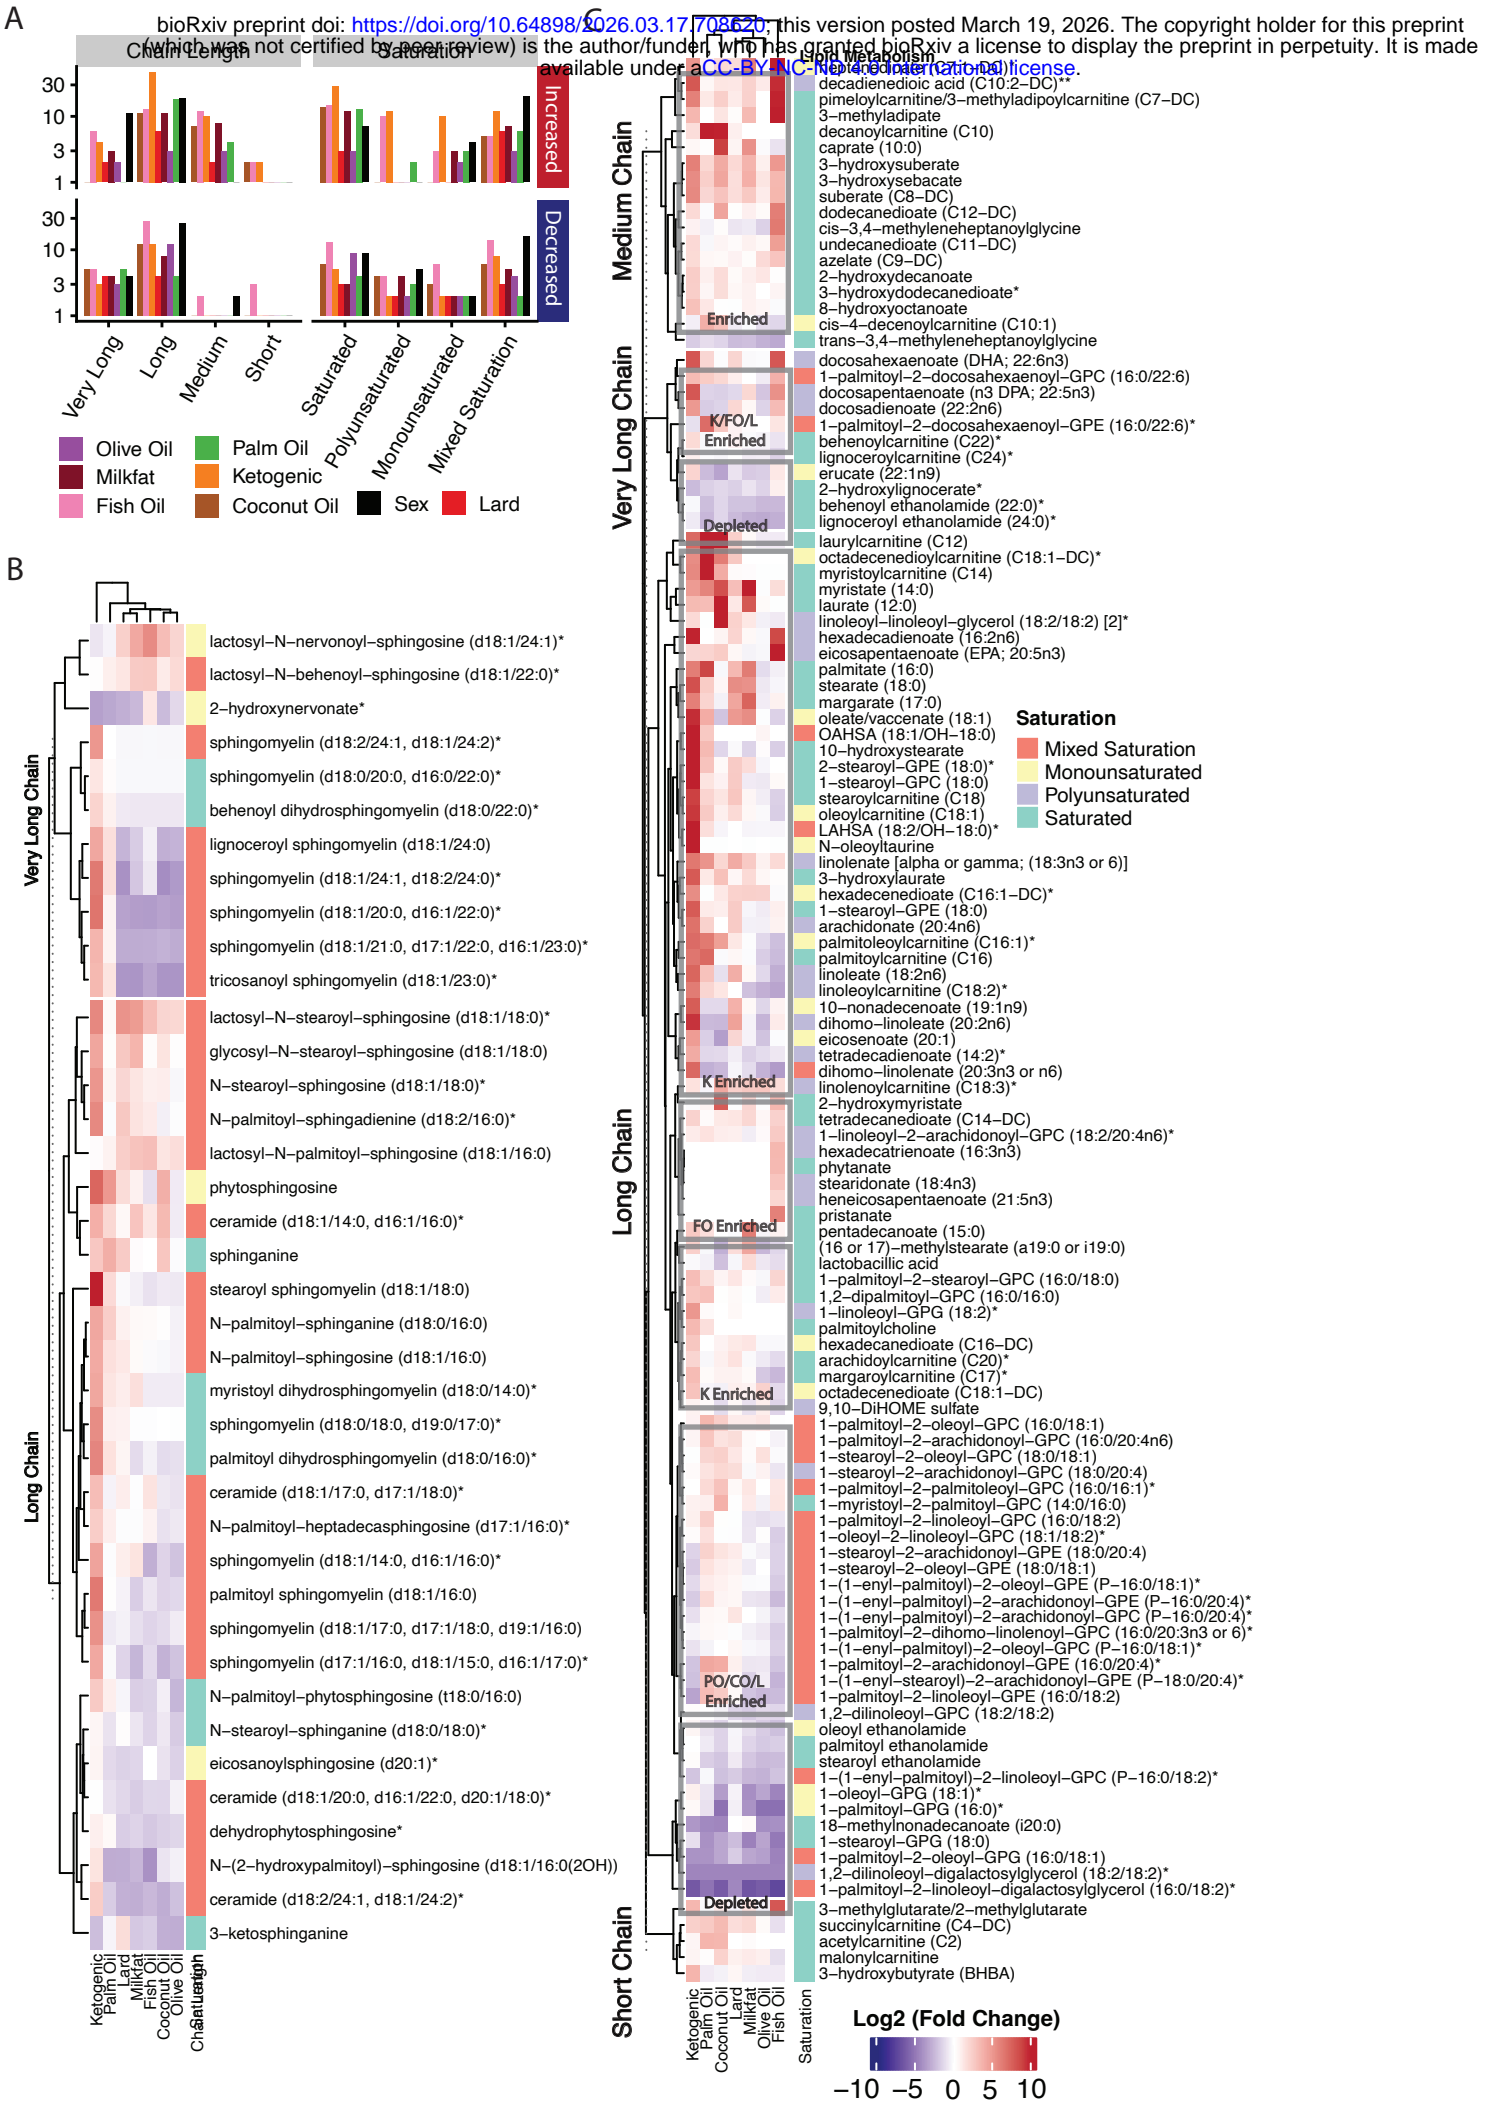 A
bioRxiv preprint doi: https://doi.org/10.64898/2026.03.17.708620; this version posted March 19, 2026. The copyright holder for this preprint
(which was not certified by peer review) is the author/funder, who has granted bioRxiv a license to display the preprint in perpetuity. It is made
available under aCC-BY-NC-ND 4.0 International license.
Chain Length
Saturation
30
10
3
1
Increased
30
10
3
1
Decreased
Very Long
Long
Medium
Short
Saturated
Polyunsaturated
Monounsaturated
Mixed Saturation
Olive Oil
Palm Oil
Milkfat
Ketogenic
Fish Oil
Coconut Oil
Sex
Lard
B
Very Long Chain
Long Chain
lactosyl−N−nervonoyl−sphingosine (d18:1/24:1)*
lactosyl−N−behenoyl−sphingosine (d18:1/22:0)*
2−hydroxynervonate*
sphingomyelin (d18:2/24:1, d18:1/24:2)*
sphingomyelin (d18:0/20:0, d16:0/22:0)*
behenoyl dihydrosphingomyelin (d18:0/22:0)*
lignoceroyl sphingomyelin (d18:1/24:0)
sphingomyelin (d18:1/24:1, d18:2/24:0)*
sphingomyelin (d18:1/20:0, d16:1/22:0)*
sphingomyelin (d18:1/21:0, d17:1/22:0, d16:1/23:0)*
tricosanoyl sphingomyelin (d18:1/23:0)*
lactosyl−N−stearoyl−sphingosine (d18:1/18:0)*
glycosyl−N−stearoyl−sphingosine (d18:1/18:0)
N−stearoyl−sphingosine (d18:1/18:0)*
N−palmitoyl−sphingadienine (d18:2/16:0)*
lactosyl−N−palmitoyl−sphingosine (d18:1/16:0)
phytosphingosine
ceramide (d18:1/14:0, d16:1/16:0)*
sphinganine
stearoyl sphingomyelin (d18:1/18:0)
N−palmitoyl−sphinganine (d18:0/16:0)
N−palmitoyl−sphingosine (d18:1/16:0)
myristoyl dihydrosphingomyelin (d18:0/14:0)*
sphingomyelin (d18:0/18:0, d19:0/17:0)*
palmitoyl dihydrosphingomyelin (d18:0/16:0)*
ceramide (d18:1/17:0, d17:1/18:0)*
N−palmitoyl−heptadecasphingosine (d17:1/16:0)*
sphingomyelin (d18:1/14:0, d16:1/16:0)*
palmitoyl sphingomyelin (d18:1/16:0)
sphingomyelin (d18:1/17:0, d17:1/18:0, d19:1/16:0)
sphingomyelin (d17:1/16:0, d18:1/15:0, d16:1/17:0)*
N−palmitoyl−phytosphingosine (t18:0/16:0)
N−stearoyl−sphinganine (d18:0/18:0)*
eicosanoylsphingosine (d20:1)*
ceramide (d18:1/20:0, d16:1/22:0, d20:1/18:0)*
dehydrophytosphingosine*
N−(2−hydroxypalmitoyl)−sphingosine (d18:1/16:0(2OH))
ceramide (d18:2/24:1, d18:1/24:2)*
3−ketosphinganine
Ketogenic
Palm Oil
Lard
Milkfat
Fish Oil
Coconut Oil
Olive Oil
Chain Length
Saturation
C
Lipid Metabolism
Medium Chain
Very Long Chain
Long Chain
Short Chain
decadienedioic acid (C10:2−DC)**
pimeloylcarnitine/3−methyladipoylcarnitine (C7−DC)
3−methyladipate
decanoylcarnitine (C10)
caprate (10:0)
3−hydroxysuberate
3−hydroxysebacate
suberate (C8−DC)
dodecanedioate (C12−DC)
cis−3,4−methyleneheptanoylglycine
undecanedioate (C11−DC)
azelate (C9−DC)
2−hydroxydecanoate
3−hydroxydodecanedioate*
8−hydroxyoctanoate
cis−4−decenoylcarnitine (C10:1)
trans−3,4−methyleneheptanoylglycine
Enriched
docosahexaenoate (DHA; 22:6n3)
1−palmitoyl−2−docosahexaenoyl−GPC (16:0/22:6)
docosapentaenoate (n3 DPA; 22:5n3)
docosadienoate (22:2n6)
1−palmitoyl−2−docosahexaenoyl−GPE (16:0/22:6)*
behenoylcarnitine (C22)*
lignoceroylcarnitine (C24)*
erucate (22:1n9)
2−hydroxylignocerate*
behenoyl ethanolamide (22:0)*
lignoceroyl ethanolamide (24:0)*
K/FO/L
Enriched
Depleted
laurylcarnitine (C12)
octadecenedioylcarnitine (C18:1−DC)*
myristoylcarnitine (C14)
myristate (14:0)
laurate (12:0)
linoleoyl−linoleoyl−glycerol (18:2/18:2) [2]*
hexadecadienoate (16:2n6)
eicosapentaenoate (EPA; 20:5n3)
palmitate (16:0)
stearate (18:0)
margarate (17:0)
oleate/vaccenate (18:1)
OAHSA (18:1/OH−18:0)
10−hydroxystearate
2−stearoyl−GPE (18:0)*
1−stearoyl−GPC (18:0)
stearoylcarnitine (C18)
oleoylcarnitine (C18:1)
LAHSA (18:2/OH−18:0)*
N−oleoyltaurine
linolenate [alpha or gamma; (18:3n3 or 6)]
3−hydroxylaurate
hexadecenedioate (C16:1−DC)*
1−stearoyl−GPE (18:0)
arachidonate (20:4n6)
palmitoleoylcarnitine (C16:1)*
palmitoylcarnitine (C16)
linoleate (18:2n6)
linoleoylcarnitine (C18:2)*
10−nonadecenoate (19:1n9)
dihomo−linoleate (20:2n6)
eicosenoate (20:1)
tetradecadienoate (14:2)*
dihomo−linolenate (20:3n3 or n6)
linolenoylcarnitine (C18:3)*
K Enriched
2−hydroxymyristate
tetradecanedioate (C14−DC)
1−linoleoyl−2−arachidonoyl−GPC (18:2/20:4n6)*
hexadecatrienoate (16:3n3)
phytanate
stearidonate (18:4n3)
heneicosapentaenoate (21:5n3)
pristanate
pentadecanoate (15:0)
FO Enriched
(16 or 17)−methylstearate (a19:0 or i19:0)
lactobacillic acid
1−palmitoyl−2−stearoyl−GPC (16:0/18:0)
1,2−dipalmitoyl−GPC (16:0/16:0)
1−linoleoyl−GPG (18:2)*
palmitoylcholine
hexadecanedioate (C16−DC)
arachidoylcarnitine (C20)*
margaroylcarnitine (C17)*
octadecenedioate (C18:1−DC)
9,10−DiHOME sulfate
K Enriched
1−palmitoyl−2−oleoyl−GPC (16:0/18:1)
1−palmitoyl−2−arachidonoyl−GPC (16:0/20:4n6)
1−stearoyl−2−oleoyl−GPC (18:0/18:1)
1−stearoyl−2−arachidonoyl−GPC (18:0/20:4)
1−palmitoyl−2−palmitoleoyl−GPC (16:0/16:1)*
1−myristoyl−2−palmitoyl−GPC (14:0/16:0)
1−palmitoyl−2−linoleoyl−GPC (16:0/18:2)
1−oleoyl−2−linoleoyl−GPC (18:1/18:2)*
1−stearoyl−2−arachidonoyl−GPE (18:0/20:4)
1−stearoyl−2−oleoyl−GPE (18:0/18:1)
1−(1−enyl−palmitoyl)−2−oleoyl−GPE (P−16:0/18:1)*
1−(1−enyl−palmitoyl)−2−arachidonoyl−GPE (P−16:0/20:4)*
1−(1−enyl−palmitoyl)−2−arachidonoyl−GPC (P−16:0/20:4)*
1−palmitoyl−2−dihomo−linolenoyl−GPC (16:0/20:3n3 or 6)*
1−(1−enyl−palmitoyl)−2−oleoyl−GPC (P−16:0/18:1)*
1−palmitoyl−2−arachidonoyl−GPE (16:0/20:4)*
1−(1−enyl−stearoyl)−2−arachidonoyl−GPE (P−18:0/20:4)*
1−palmitoyl−2−linoleoyl−GPE (16:0/18:2)
1,2−dilinoleoyl−GPC (18:2/18:2)
PO/CO/L
Enriched
oleoyl ethanolamide
palmitoyl ethanolamide
stearoyl ethanolamide
1−(1−enyl−palmitoyl)−2−linoleoyl−GPC (P−16:0/18:2)*
1−oleoyl−GPG (18:1)*
1−palmitoyl−GPG (16:0)*
18−methylnonadecanoate (i20:0)
1−stearoyl−GPG (18:0)
1−palmitoyl−2−oleoyl−GPG (16:0/18:1)
1,2−dilinoleoyl−digalactosylglycerol (18:2/18:2)*
1−palmitoyl−2−linoleoyl−digalactosylglycerol (16:0/18:2)*
Depleted
3−methylglutarate/2−methylglutarate
succinylcarnitine (C4−DC)
acetylcarnitine (C2)
malonylcarnitine
3−hydroxybutyrate (BHBA)
Ketogenic
Palm Oil
Coconut Oil
Lard
Milkfat
Olive Oil
Fish Oil
Saturation
Saturation
Mixed Saturation
Monounsaturated
Polyunsaturated
Saturated
Log2 (Fold Change)
−10 −5 0 5 10